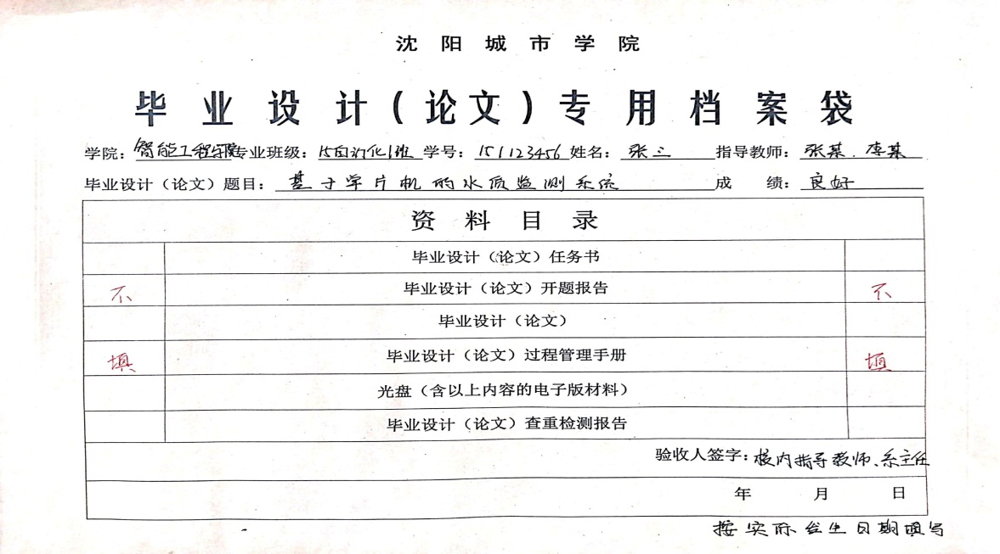 沈阳城市学院
毕业设计（论文）专用档案袋
学院：智能工程学院 专业班级：15自动化1班 学号：151123456 姓名：张三 指导教师：张某、李某
毕业设计（论文）题目：基于单片机的水质监测系统 成 绩：良好
资料目录
毕业设计（论文）任务书
不 毕业设计（论文）开题报告 不
毕业设计（论文）
填 毕业设计（论文）过程管理手册 填
光盘（含以上内容的电子版材料）
毕业设计（论文）查重检测报告
验收人签字：校内指导教师、系主任
年 月 日
按实际发生日期填写